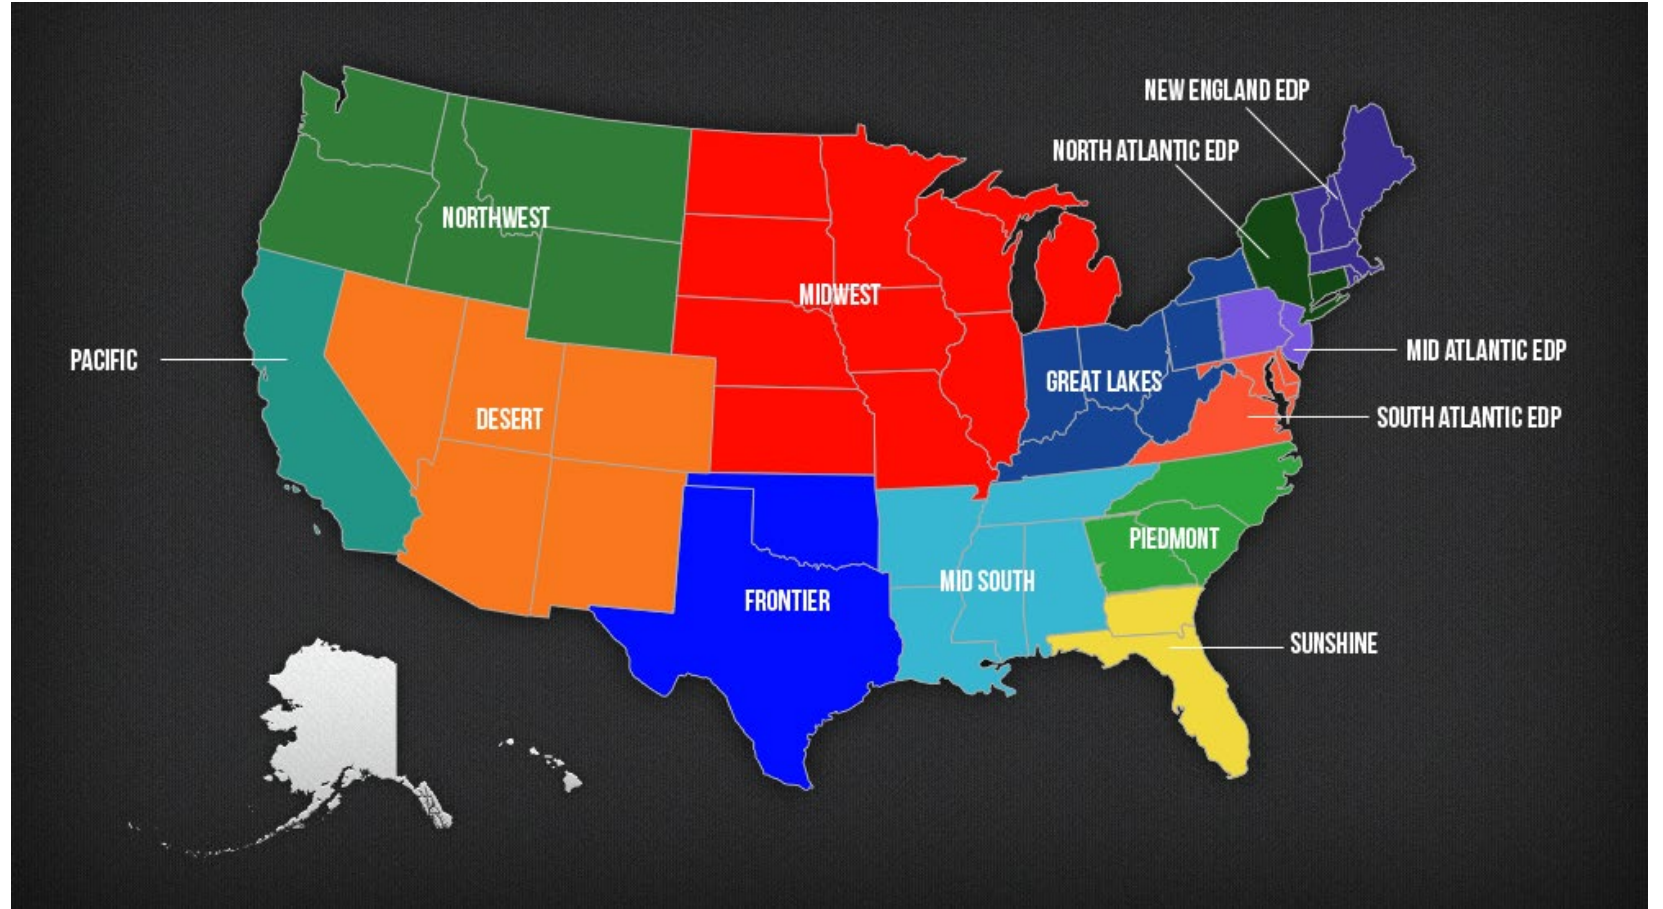 NEW ENGLAND EDP
NORTH ATLANTIC EDP
NORTHWEST
MIDWEST
PACIFIC
MID ATLANTIC EDP
GREAT LAKES
DESERT
SOUTH ATLANTIC EDP
PIEDMONT
MID SOUTH
FRONTIER
SUNSHINE